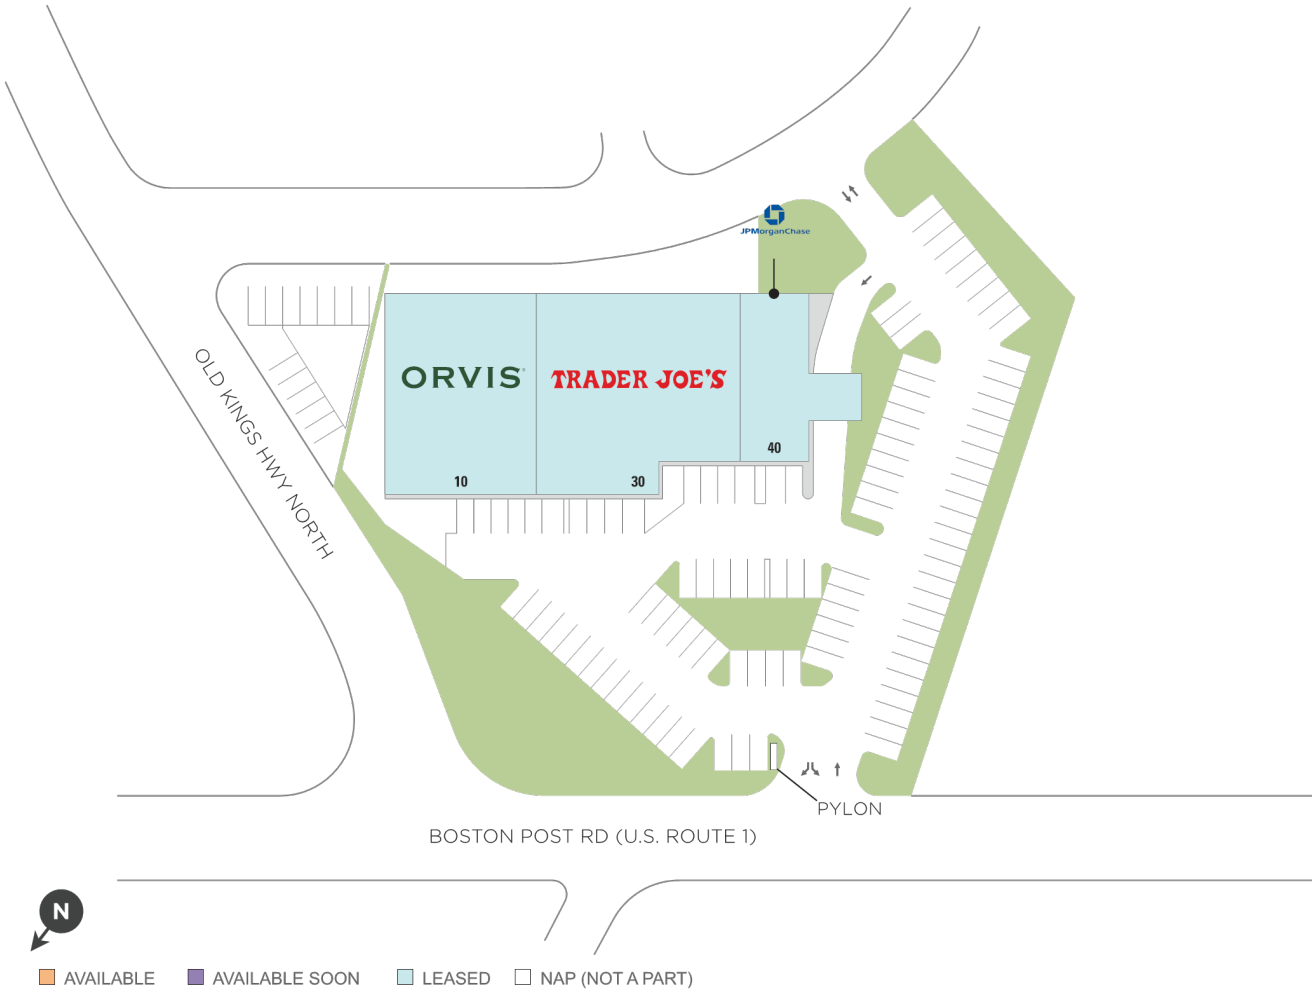 JPMorganChase
ORVIS
TRADER JOE'S
40
10
30
OLD KINGS HWY NORTH
PYLON
BOSTON POST RD (U.S. ROUTE 1)
N
AVAILABLE
AVAILABLE SOON
LEASED
NAP (NOT A PART)